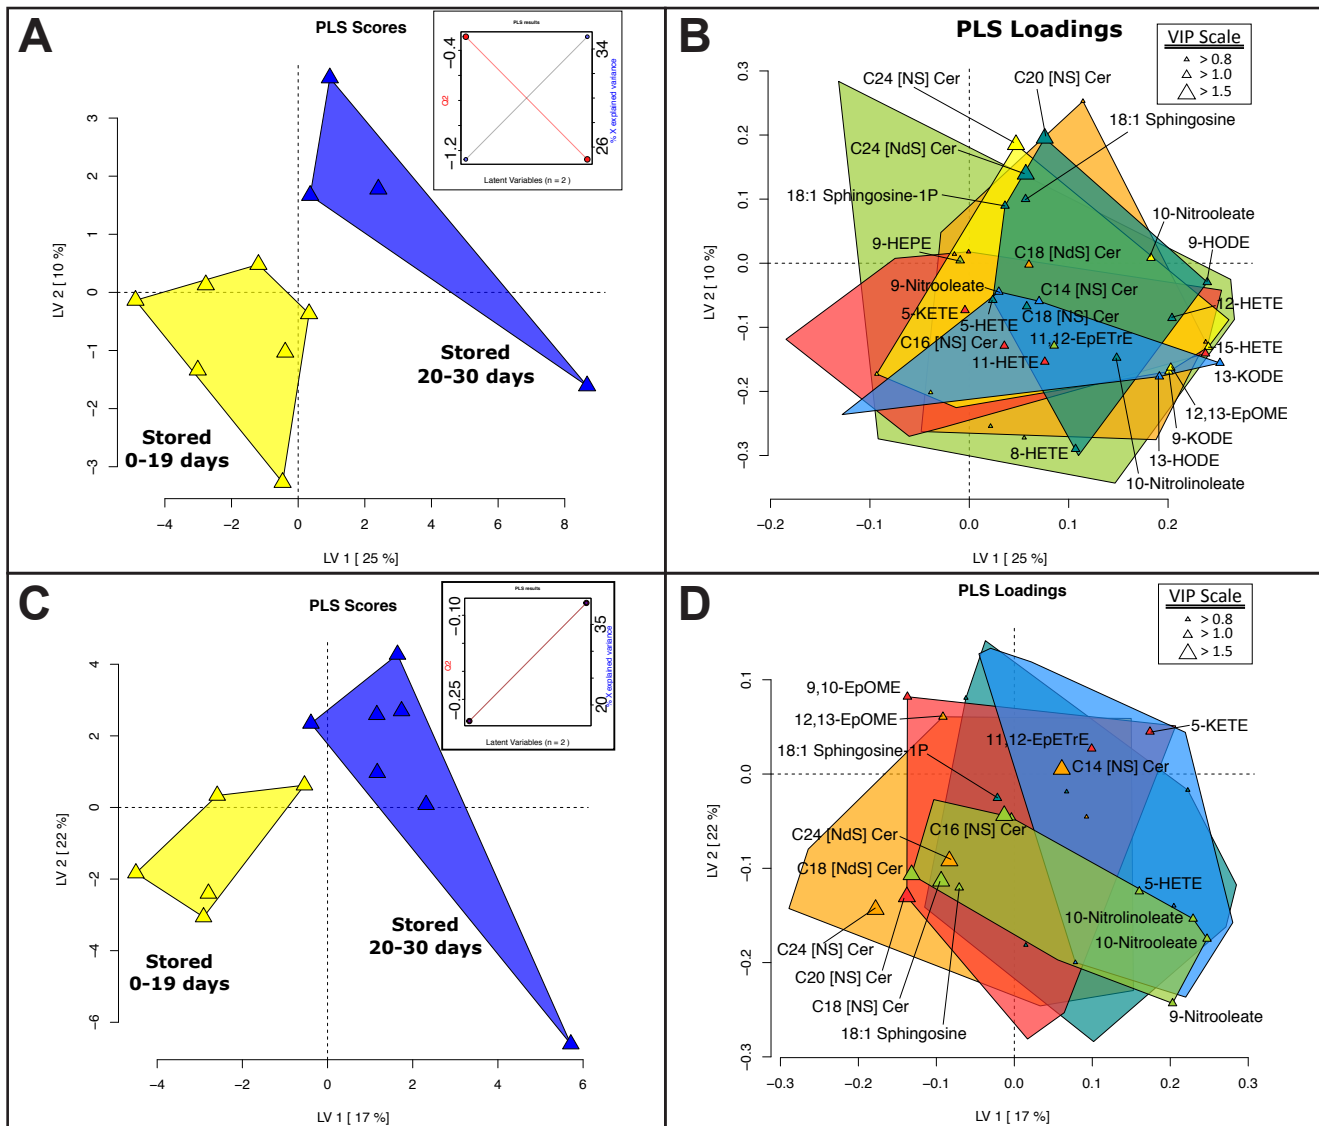 A
PLS Scores
PLS results
Q2
-0.4
-1.2
34
26
% X explained variance
Latent Variables (n = 2 )
LV 2 [ 10 %]
3
2
1
0
-1
-2
-3
Stored
20-30 days
Stored
0-19 days
-4
-2
0
2
4
6
8
LV 1 [ 25 %]
B
PLS Loadings
VIP Scale
> 0.8
> 1.0
> 1.5
C24 [NS] Cer
C20 [NS] Cer
18:1 Sphingosine
C24 [NdS] Cer
18:1 Sphingosine-1P
10-Nitrooleate
9-HEPE
9-HODE
C18 [NdS] Cer
9-Nitrooleate
C14 [NS] Cer
12-HETE
5-KETE
5-HETE
C18 [NS] Cer
C16 [NS] Cer
11,12-EpETrE
15-HETE
11-HETE
13-KODE
12,13-EpOME
9-KODE
8-HETE
13-HODE
10-Nitrolinoleate
LV 2 [ 10 %]
0.3
0.2
0.1
0.0
-0.1
-0.2
-0.3
-0.2
-0.1
0.0
0.1
0.2
LV 1 [ 25 %]
C
PLS Scores
PLS results
Q2
-0.10
-0.25
35
20
% X explained variance
Latent Variables (n = 2 )
LV 2 [ 22 %]
4
2
0
-2
-4
-6
Stored
20-30 days
Stored
0-19 days
-4
-2
0
2
4
6
LV 1 [ 17 %]
D
PLS Loadings
VIP Scale
> 0.8
> 1.0
> 1.5
9,10-EpOME
12,13-EpOME
5-KETE
11,12-EpETrE
18:1 Sphingosine-1P
C14 [NS] Cer
C16 [NS] Cer
C24 [NdS] Cer
C18 [NdS] Cer
5-HETE
10-Nitrolinoleate
10-Nitrooleate
C24 [NS] Cer
C20 [NS] Cer
C18 [NS] Cer
18:1 Sphingosine
9-Nitrooleate
LV 2 [ 22 %]
0.1
0.0
-0.1
-0.2
-0.3
-0.3
-0.2
-0.1
0.0
0.1
0.2
0.3
LV 1 [ 17 %]